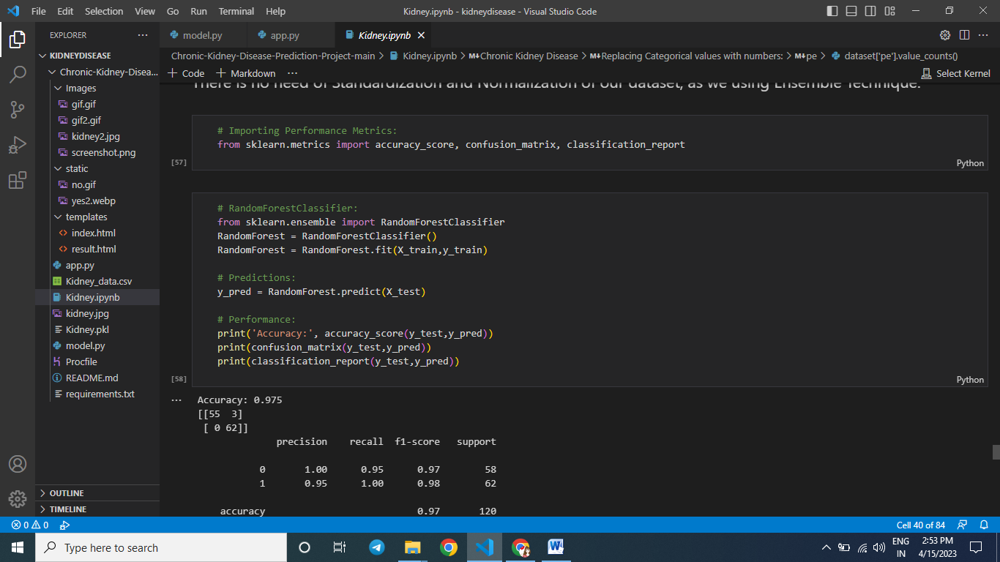 File Edit Selection View Go Run Terminal Help
Kidney.ipynb - kidneydisease - Visual Studio Code
EXPLORER
KIDNEYDISEASE
Chronic-Kidney-Disea...
Images
gif.gif
gif2.gif
kidney2.jpg
screenshot.png
static
no.gif
yes2.webp
templates
index.html
result.html
app.py
Kidney_data.csv
Kidney.ipynb
kidney.jpg
Kidney.pkl
model.py
Procfile
README.md
requirements.txt
OUTLINE
TIMELINE
model.py app.py Kidney.ipynb
Chronic-Kidney-Disease-Prediction-Project-main > Kidney.ipynb > M↓Chronic Kidney Disease > M↓Replacing Categorical values with numbers: > M↓pe > dataset['pe'].value_counts()
+ Code + Markdown ... Select Kernel
There is no need of Standardization and Normalization of our dataset, as we using Ensemble Technique.
# Importing Performance Metrics:
from sklearn.metrics import accuracy_score, confusion_matrix, classification_report
[57] Python
# RandomForestClassifier:
from sklearn.ensemble import RandomForestClassifier
RandomForest = RandomForestClassifier()
RandomForest = RandomForest.fit(X_train,y_train)
# Predictions:
y_pred = RandomForest.predict(X_test)
# Performance:
print('Accuracy:', accuracy_score(y_test,y_pred))
print(confusion_matrix(y_test,y_pred))
print(classification_report(y_test,y_pred))
[58] Python
Accuracy: 0.975
[[55  3]
 [ 0 62]]
precision recall f1-score support
0 1.00 0.95 0.97 58
1 0.95 1.00 0.98 62
accuracy 0.97 120
0 0 Cell 40 of 84
Type here to search
ENG
IN
2:53 PM
4/15/2023